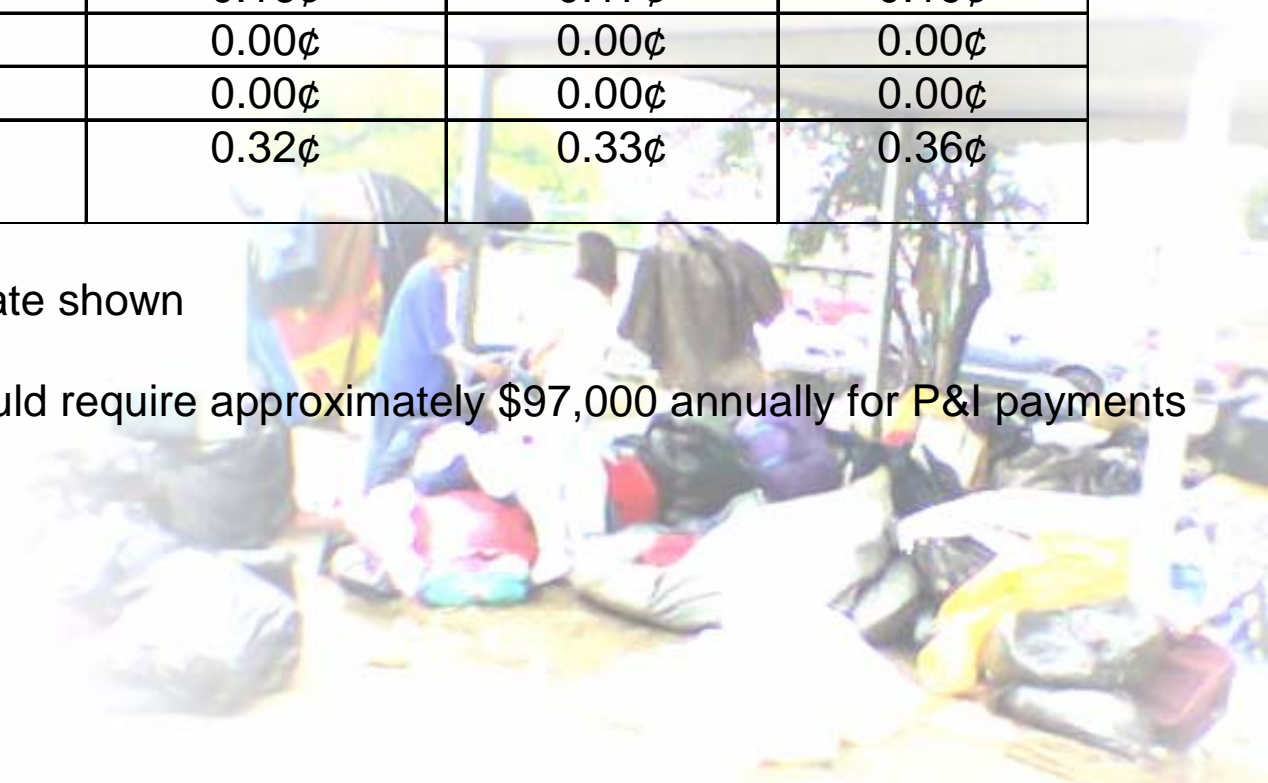 0.00¢ 0.00¢ 0.00¢
0.00¢ 0.00¢ 0.00¢
0.32¢ 0.33¢ 0.36¢
ate shown
uld require approximately $97,000 annually for P&I payments